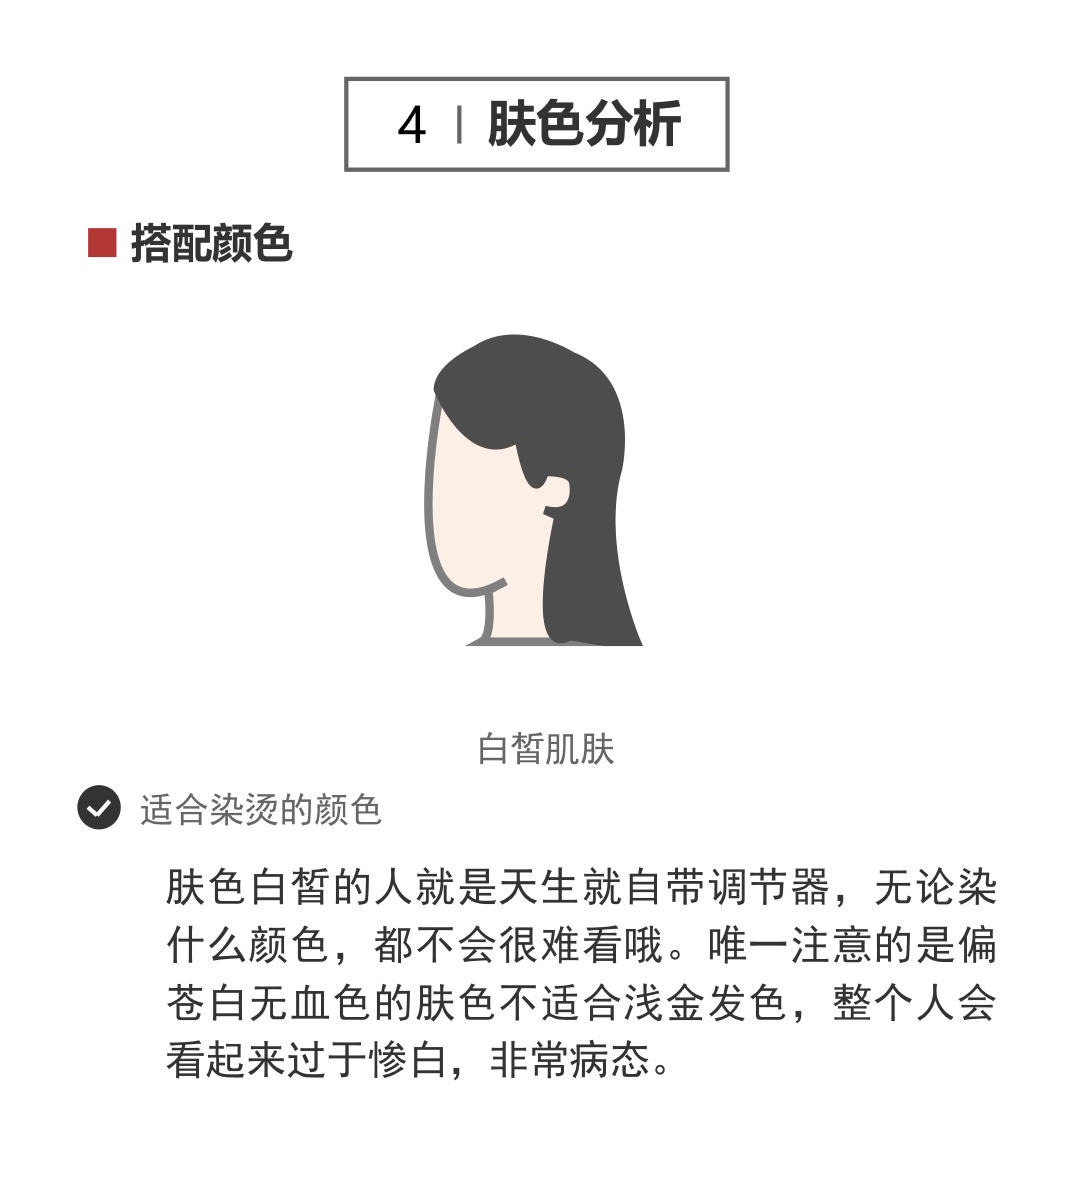 4 | 肤色分析
搭配颜色
白皙肌肤
适合染烫的颜色
肤色白皙的人就是天生就自带调节器，无论染
什么颜色，都不会很难看哦。唯一注意的是偏
苍白无血色的肤色不适合浅金发色，整个人会
看起来过于惨白，非常病态。